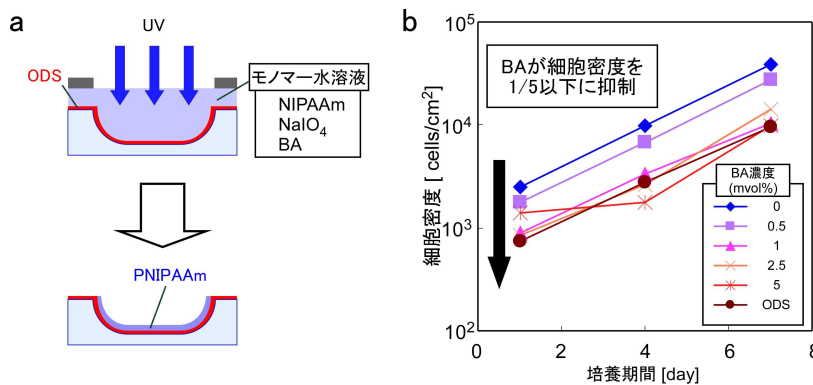 a
UV
ODS
モノマー水溶液
NIPAAm
NaIO4
BA
PNIPAAm
b
10^5
10^4
10^3
10^2
細胞密度 [ cells/cm^2]
BAが細胞密度を
1/5以下に抑制
BA濃度
(mvol%)
0
0.5
1
2.5
5
ODS
0
2
4
6
8
培養期間 [day]